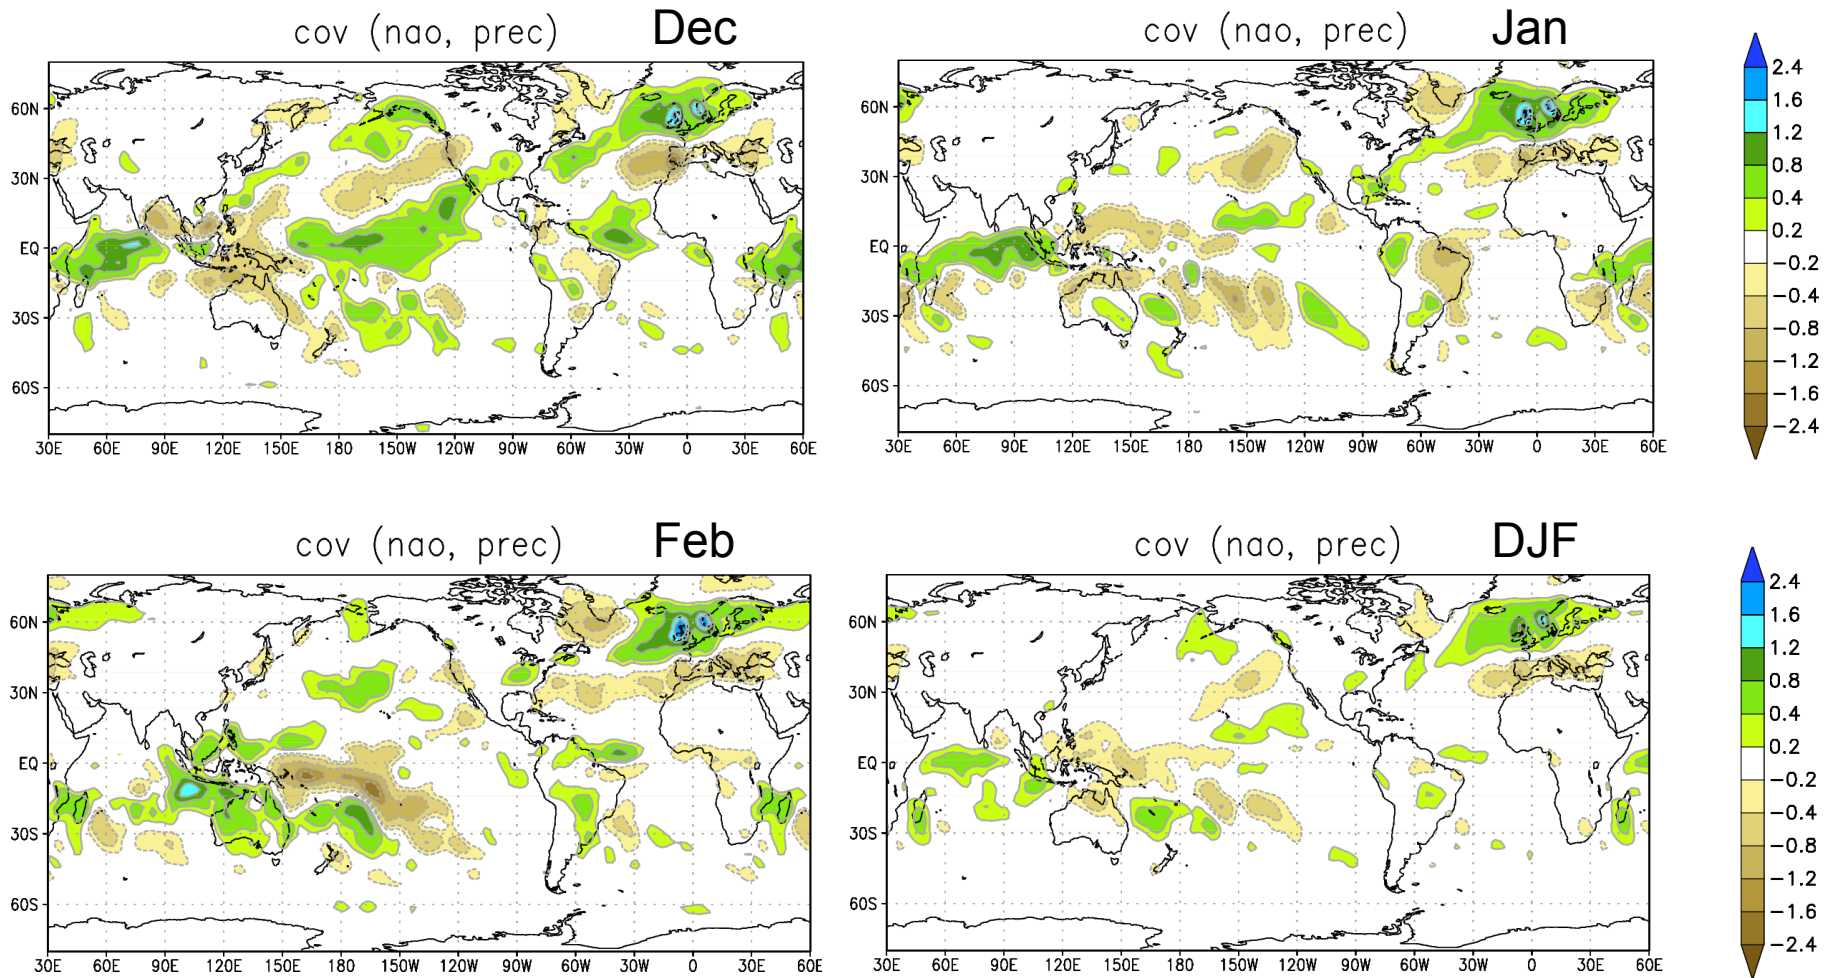 cov (nao, prec) Dec
60N
30N
EQ
30S
60S
30E 60E 90E 120E 150E 180 150W 120W 90W 60W 30W 0 30E 60E
cov (nao, prec) Jan
60N
30N
EQ
30S
60S
30E 60E 90E 120E 150E 180 150W 120W 90W 60W 30W 0 30E 60E
2.4
1.6
1.2
0.8
0.4
0.2
−0.2
−0.4
−0.8
−1.2
−1.6
−2.4
cov (nao, prec) Feb
60N
30N
EQ
30S
60S
30E 60E 90E 120E 150E 180 150W 120W 90W 60W 30W 0 30E 60E
cov (nao, prec) DJF
60N
30N
EQ
30S
60S
30E 60E 90E 120E 150E 180 150W 120W 90W 60W 30W 0 30E 60E
2.4
1.6
1.2
0.8
0.4
0.2
−0.2
−0.4
−0.8
−1.2
−1.6
−2.4